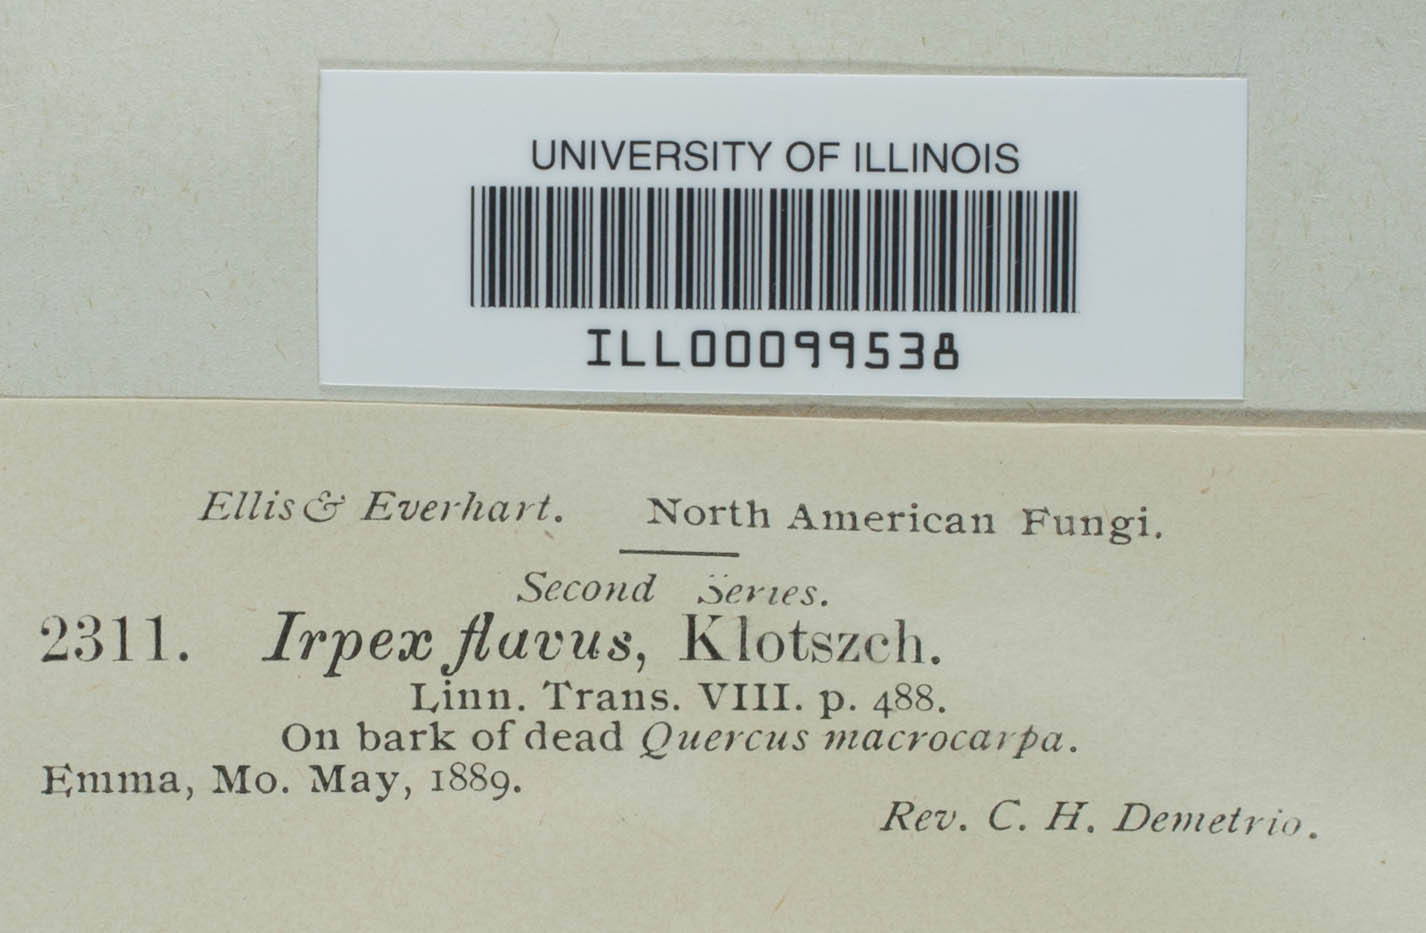 UNIVERSITY OF ILLINOIS
ILL00099538
Ellis & Everhart. North American Fungi.
Second Series.
2311. Irpex flavus, Klotszch.
Linn. Trans. VIII. p. 488.
On bark of dead Quercus macrocarpa.
Emma, Mo. May, 1889.
Rev. C. H. Demetrio.